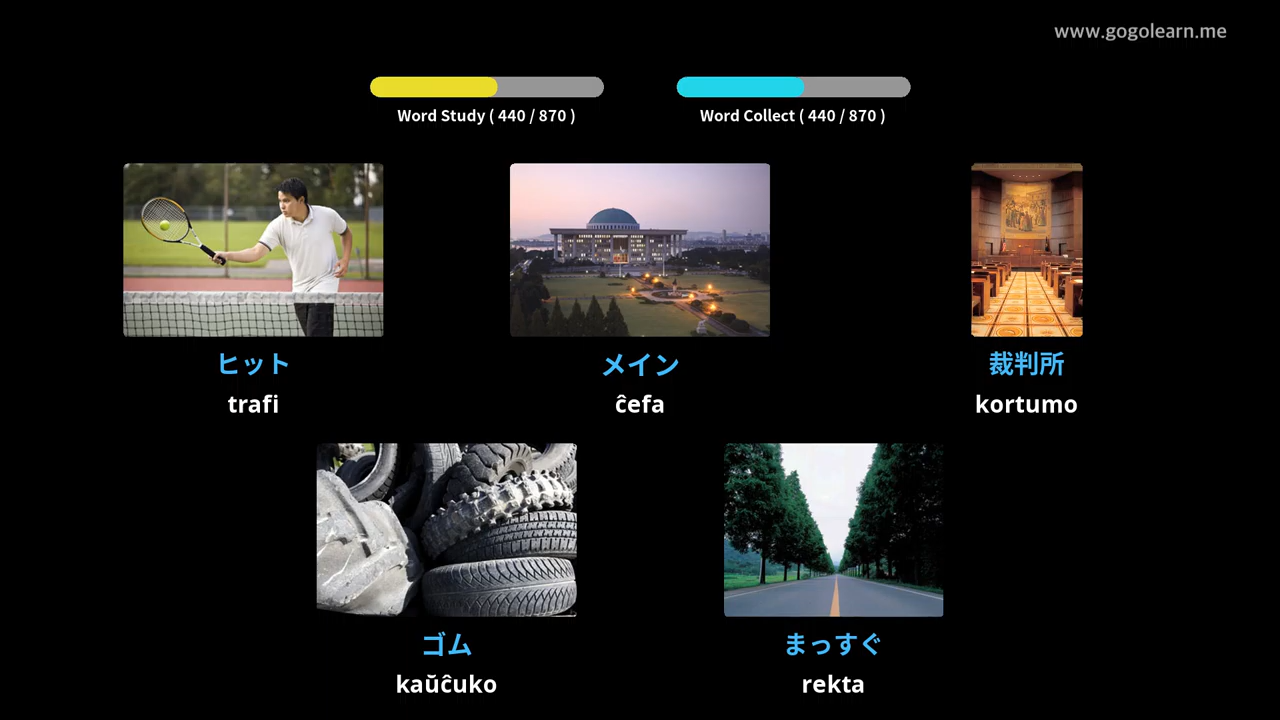 www.gogolearn.me
Word Study ( 440 / 870 )
Word Collect ( 440 / 870 )
ヒット
trafi
メイン
ĉefa
裁判所
kortumo
ゴム
kaŭĉuko
まっすぐ
rekta